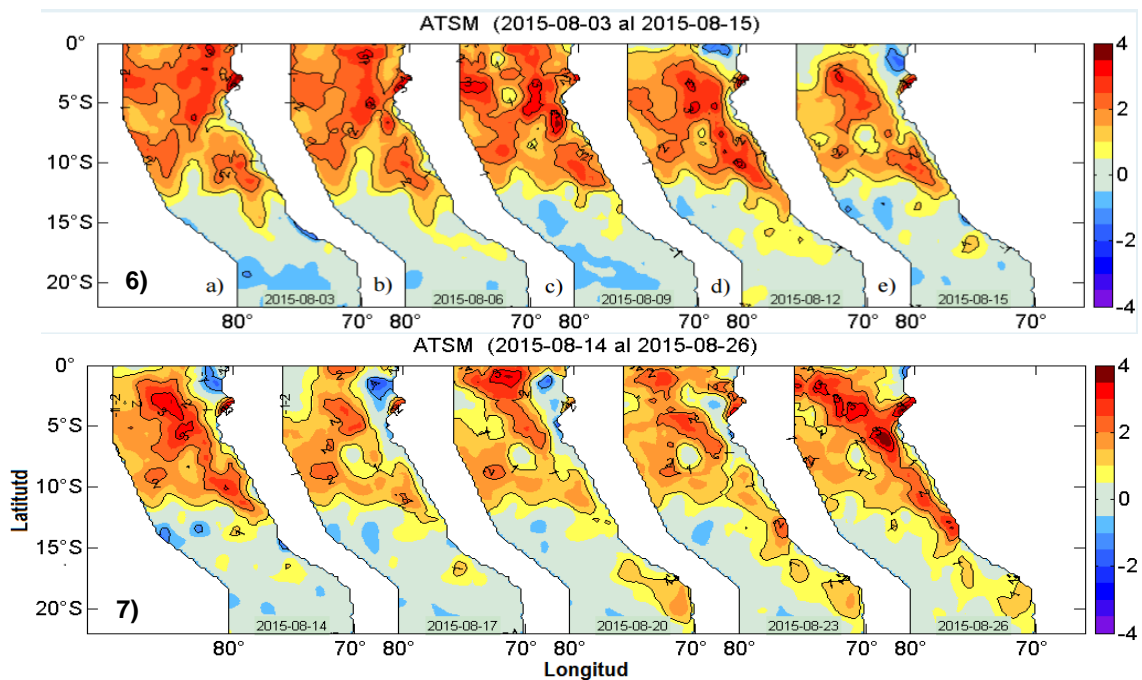 ATSM (2015-08-03 al 2015-08-15)
0°
5°S
10°S
15°S
20°S
6)
a)
b)
c)
d)
e)
2015-08-03
2015-08-06
2015-08-09
2015-08-12
2015-08-15
80°
70°
80°
70°
80°
70°
80°
70°
80°
70°
4
2
0
-2
-4
ATSM (2015-08-14 al 2015-08-26)
0°
5°S
10°S
15°S
20°S
Latitutd
7)
2015-08-14
2015-08-17
2015-08-20
2015-08-23
2015-08-26
80°
70°
80°
70°
80°
70°
80°
70°
80°
70°
Longitud
4
2
0
-2
-4